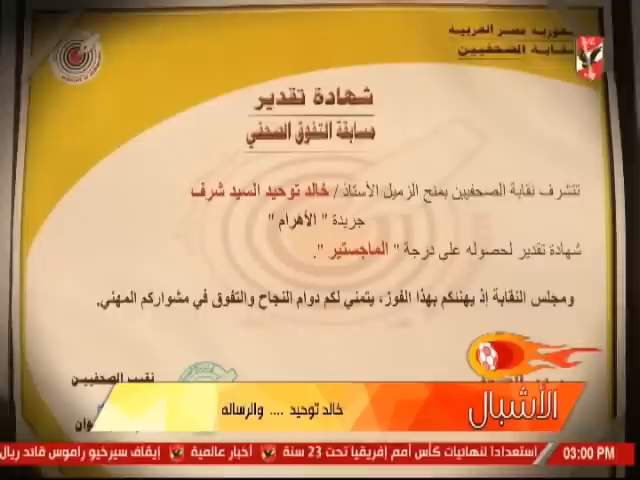 جمهورية مصر العربية
نقابة الصحفيين
شهادة تقدير
مسابقة التفوق الصحفي
تتشرف نقابة الصحفيين بمنح الزميل الأستاذ / خالد توحيد السيد شرف
جريدة " الأهرام "
شهادة تقدير لحصوله على درجة " الماجستير ".
ومجلس النقابة إذ يهنئكم بهذا الفوز، يتمني لكم دوام النجاح والتفوق في مشواركم المهني.
نقيب الصحفيين
الأشبال
خالد توحيد .... والرساله
03:00 PM
إستعدادا لنهائيات كأس أمم إفريقيا تحت 23 سنة
أخبار عالمية
إيقاف سيرخيو راموس قائد ريال